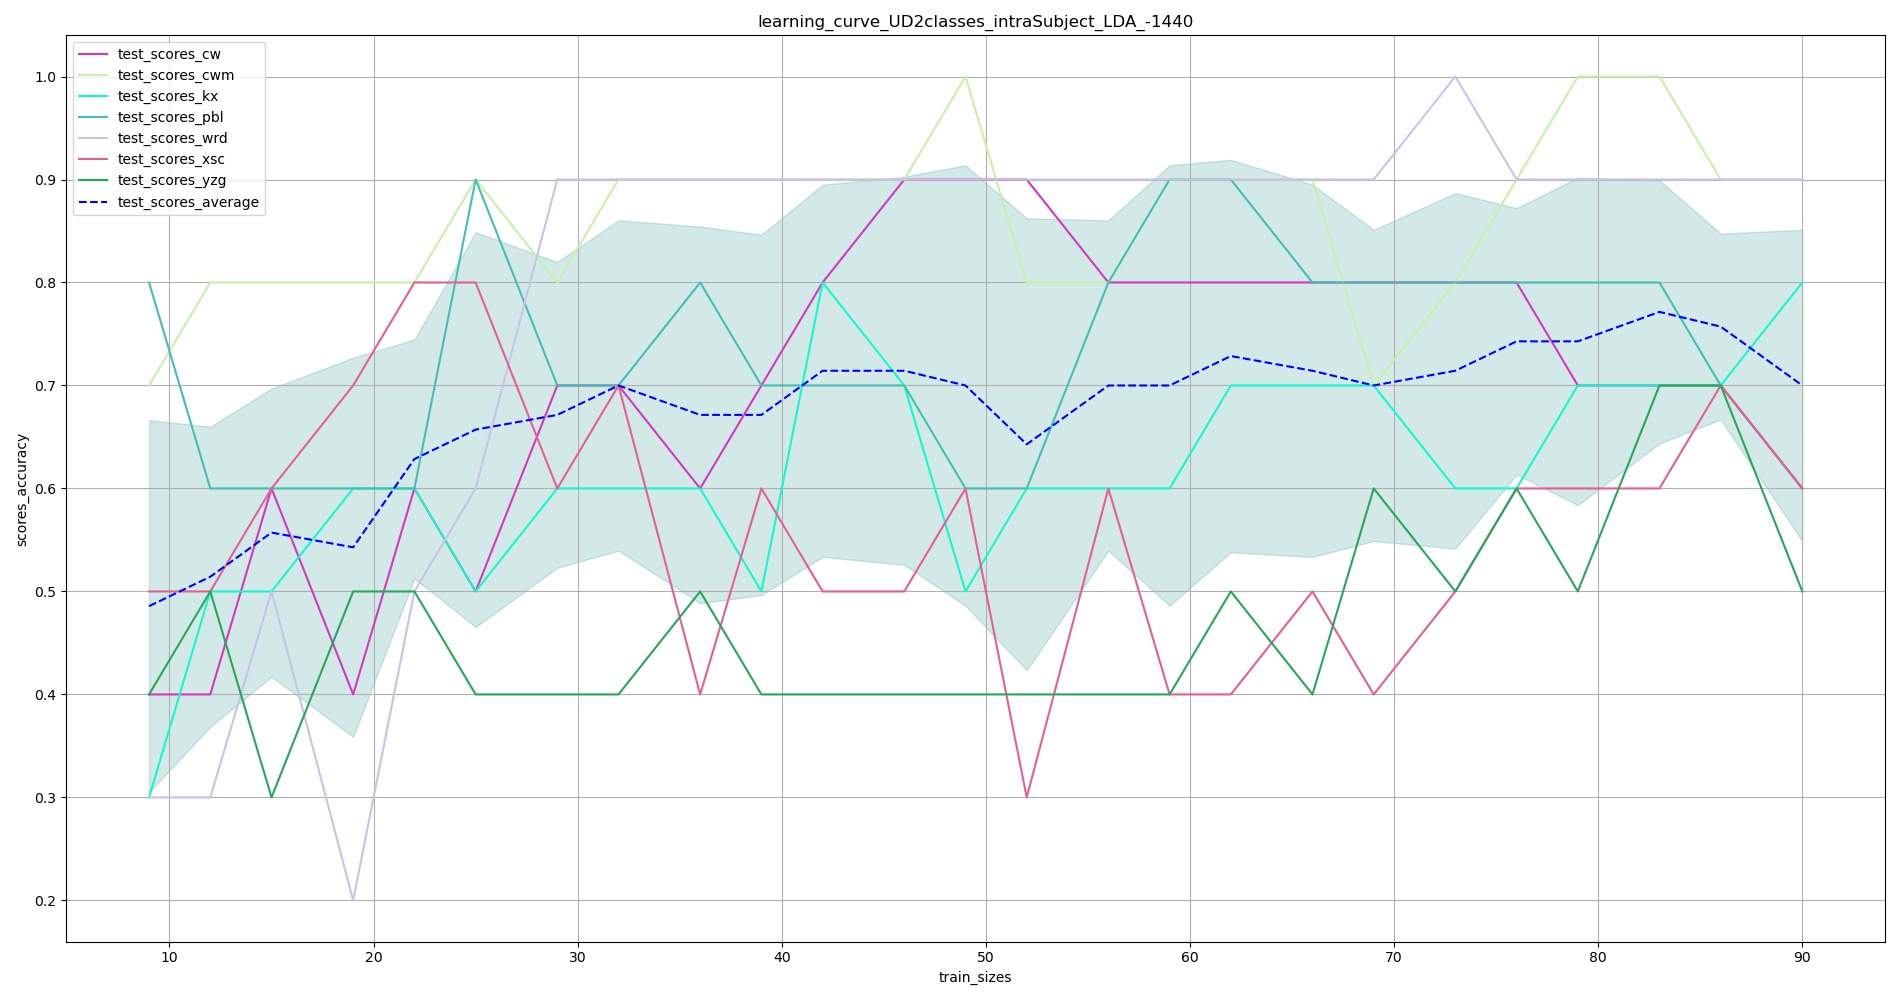 learning_curve_UD2classes_intraSubject_LDA_-1440
test_scores_cw
test_scores_cwm
test_scores_kx
test_scores_pbl
test_scores_wrd
test_scores_xsc
test_scores_yzg
test_scores_average
scores_accuracy
1.0
0.9
0.8
0.7
0.6
0.5
0.4
0.3
0.2
10 20 30 40 50 60 70 80 90
train_sizes